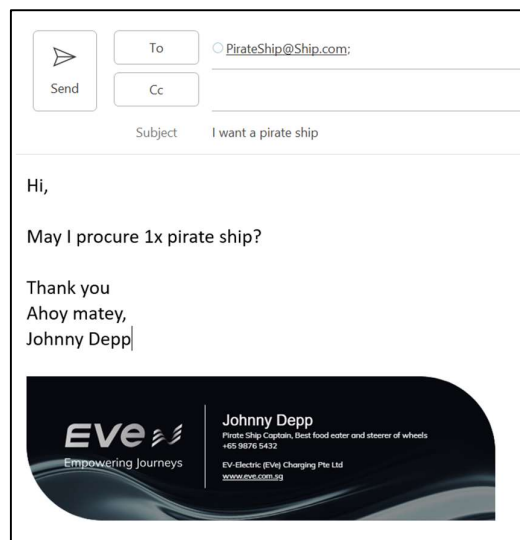 To
PirateShip@Ship.com;
Send
Cc
Subject
I want a pirate ship
Hi,
May I procure 1x pirate ship?
Thank you
Ahoy matey,
Johnny Depp
EVe
Empowering Journeys
Johnny Depp
Pirate Ship Captain, Best food eater and steerer of wheels
+65 9876 5432
EV-Electric (EVe) Charging Pte Ltd
www.eve.com.sg